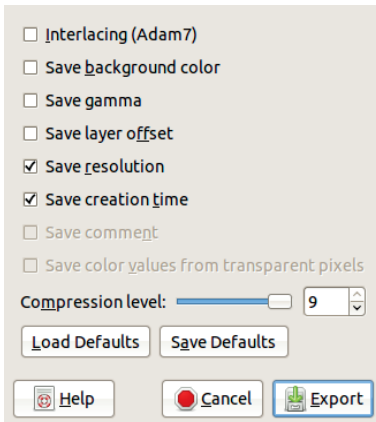 Interlacing (Adam7)
Save background color
Save gamma
Save layer offset
Save resolution
Save creation time
Save comment
Save color values from transparent pixels
Compression level: 9
Load Defaults Save Defaults
Help Cancel Export